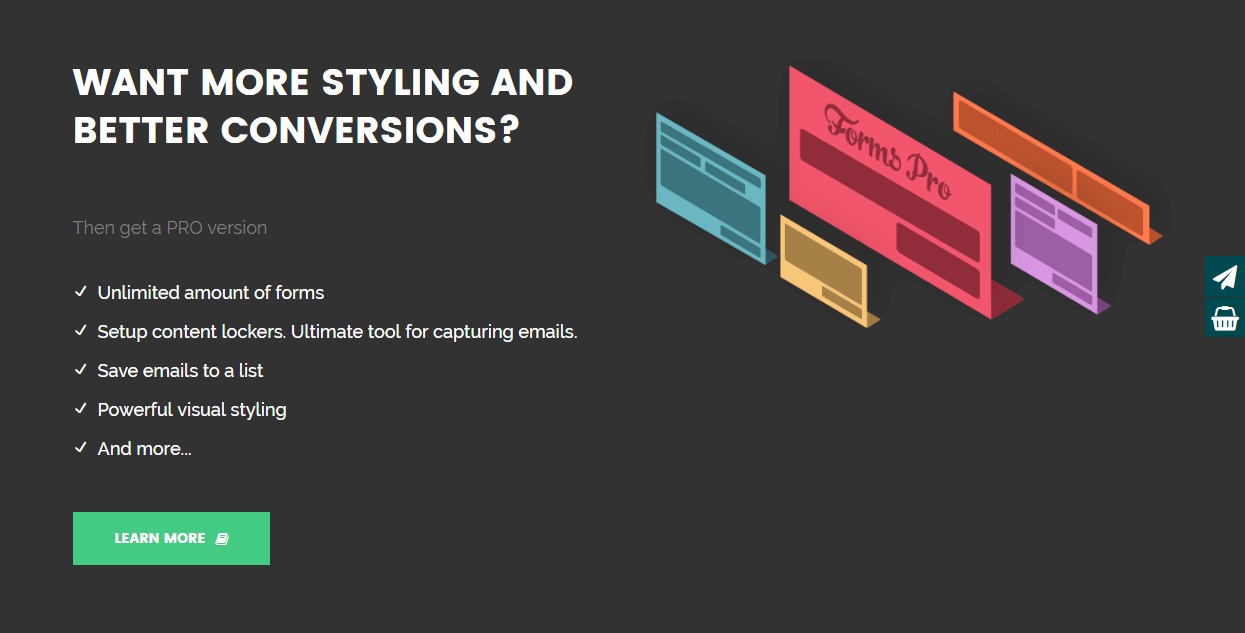 WANT MORE STYLING AND
BETTER CONVERSIONS?
Then get a PRO version
Unlimited amount of forms
Setup content lockers. Ultimate tool for capturing emails.
Save emails to a list
Powerful visual styling
And more...
LEARN MORE
Forms Pro